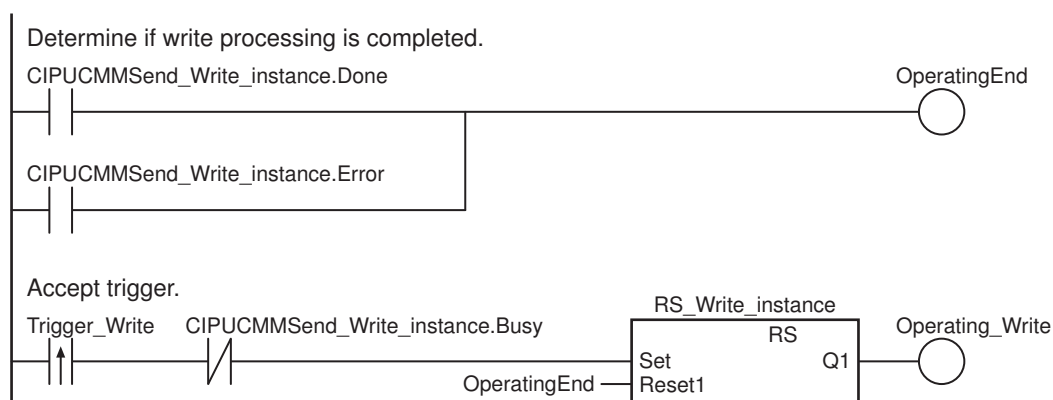 Determine if write processing is completed.
CIPUCMMSend_Write_instance.Done OperatingEnd
CIPUCMMSend_Write_instance.Error
Accept trigger.
RS_Write_instance
Trigger_Write CIPUCMMSend_Write_instance.Busy RS Operating_Write
Set Q1
OperatingEnd Reset1